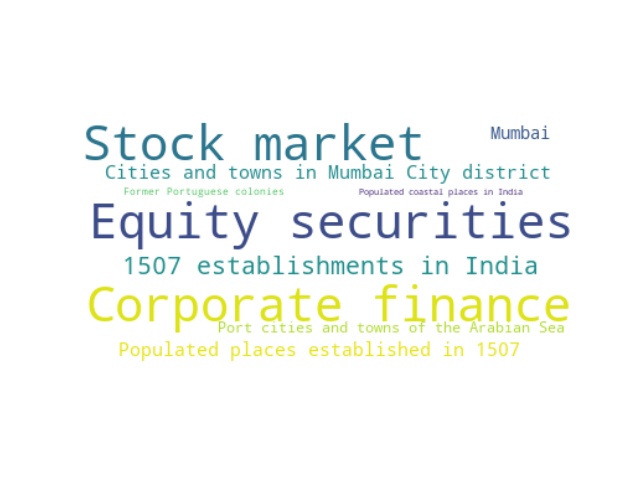 Stock market
Mumbai
Cities and towns in Mumbai City district
Former Portuguese colonies
Populated coastal places in India
Equity securities
1507 establishments in India
Corporate finance
Port cities and towns of the Arabian Sea
Populated places established in 1507